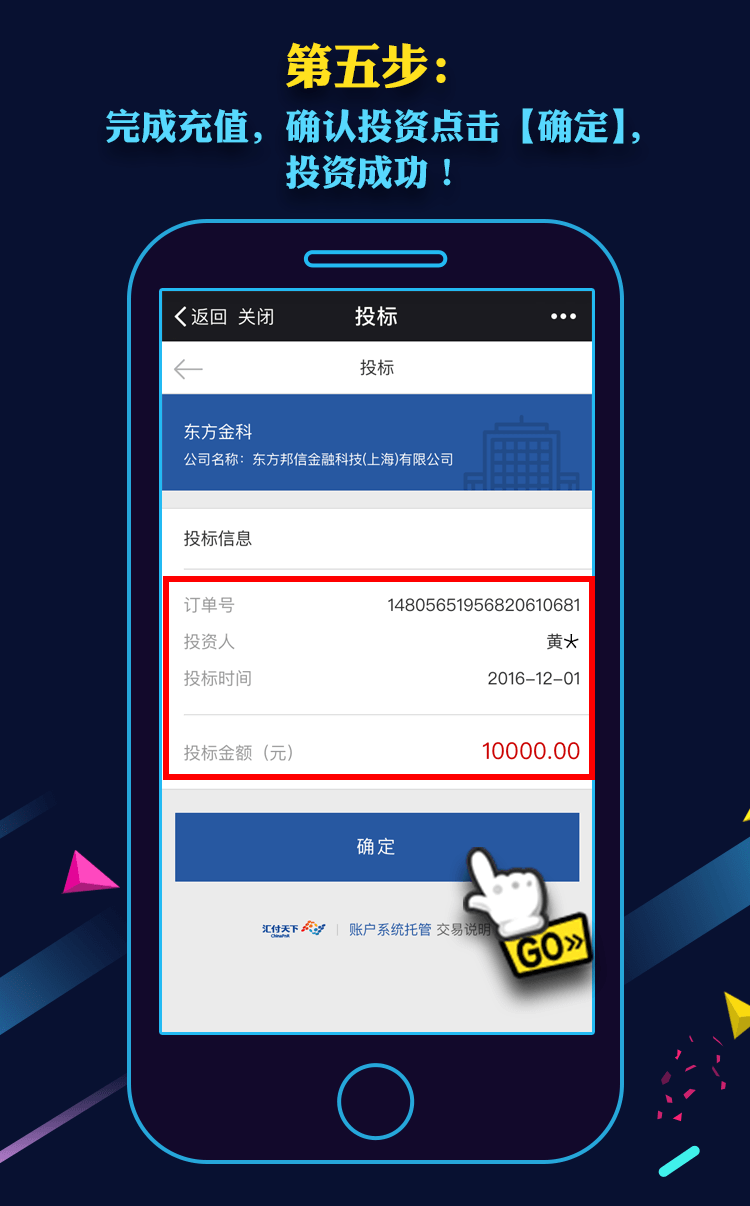 第五步：
完成充值，确认投资点击【确定】，
投资成功！
返回 关闭 投标
投标
东方金科
公司名称：东方邦信金融科技(上海)有限公司
投标信息
订单号 14805651956820610681
投资人 黄*
投标时间 2016-12-01
投标金额（元） 10000.00
确定
汇付天下 ChinaPnR | 账户系统托管 交易说明
GO»